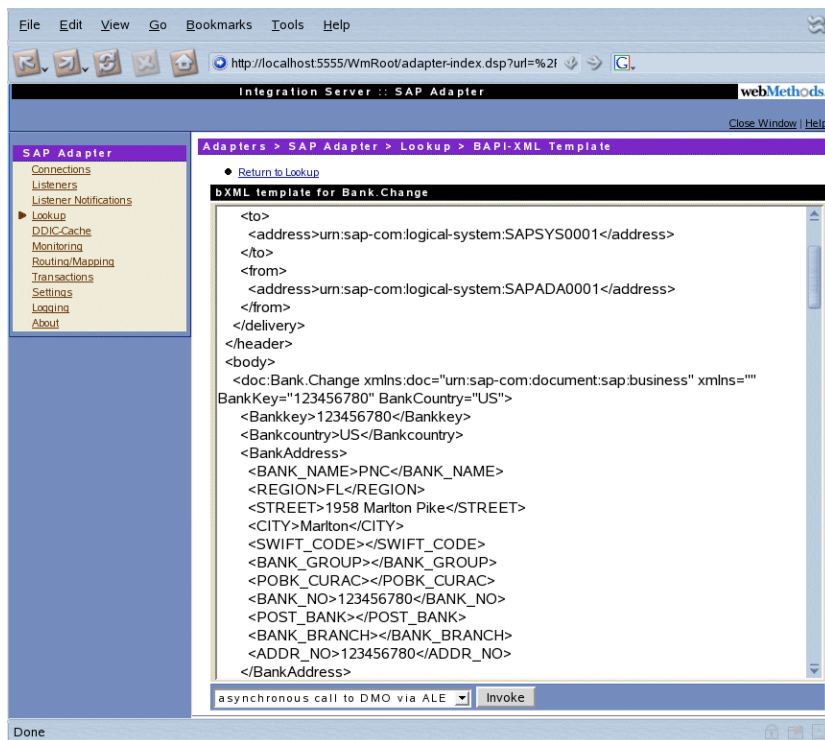 File Edit View Go Bookmarks Tools Help
http://localhost:5555/WmRoot/adapter-index.dsp?url=%2F G
Integration Server :: SAP Adapter webMethods.
Close Window | Help
SAP Adapter
Connections
Listeners
Listener Notifications
Lookup
DDIC-Cache
Monitoring
Routing/Mapping
Transactions
Settings
Logging
About
Adapters > SAP Adapter > Lookup > BAPI-XML Template
Return to Lookup
bXML template for Bank.Change
<to>
<address>urn:sap-com:logical-system:SAPSYS0001</address>
</to>
<from>
<address>urn:sap-com:logical-system:SAPADA0001</address>
</from>
</delivery>
</header>
<body>
<doc:Bank.Change xmlns:doc="urn:sap-com:document:sap:business" xmlns=""
BankKey="123456780" BankCountry="US">
<Bankkey>123456780</Bankkey>
<Bankcountry>US</Bankcountry>
<BankAddress>
<BANK_NAME>PNC</BANK_NAME>
<REGION>FL</REGION>
<STREET>1958 Marlton Pike</STREET>
<CITY>Marlton</CITY>
<SWIFT_CODE></SWIFT_CODE>
<BANK_GROUP></BANK_GROUP>
<POBK_CURAC></POBK_CURAC>
<BANK_NO>123456780</BANK_NO>
<POST_BANK></POST_BANK>
<BANK_BRANCH></BANK_BRANCH>
<ADDR_NO>123456780</ADDR_NO>
</BankAddress>
asynchronous call to DMO via ALE Invoke
Done